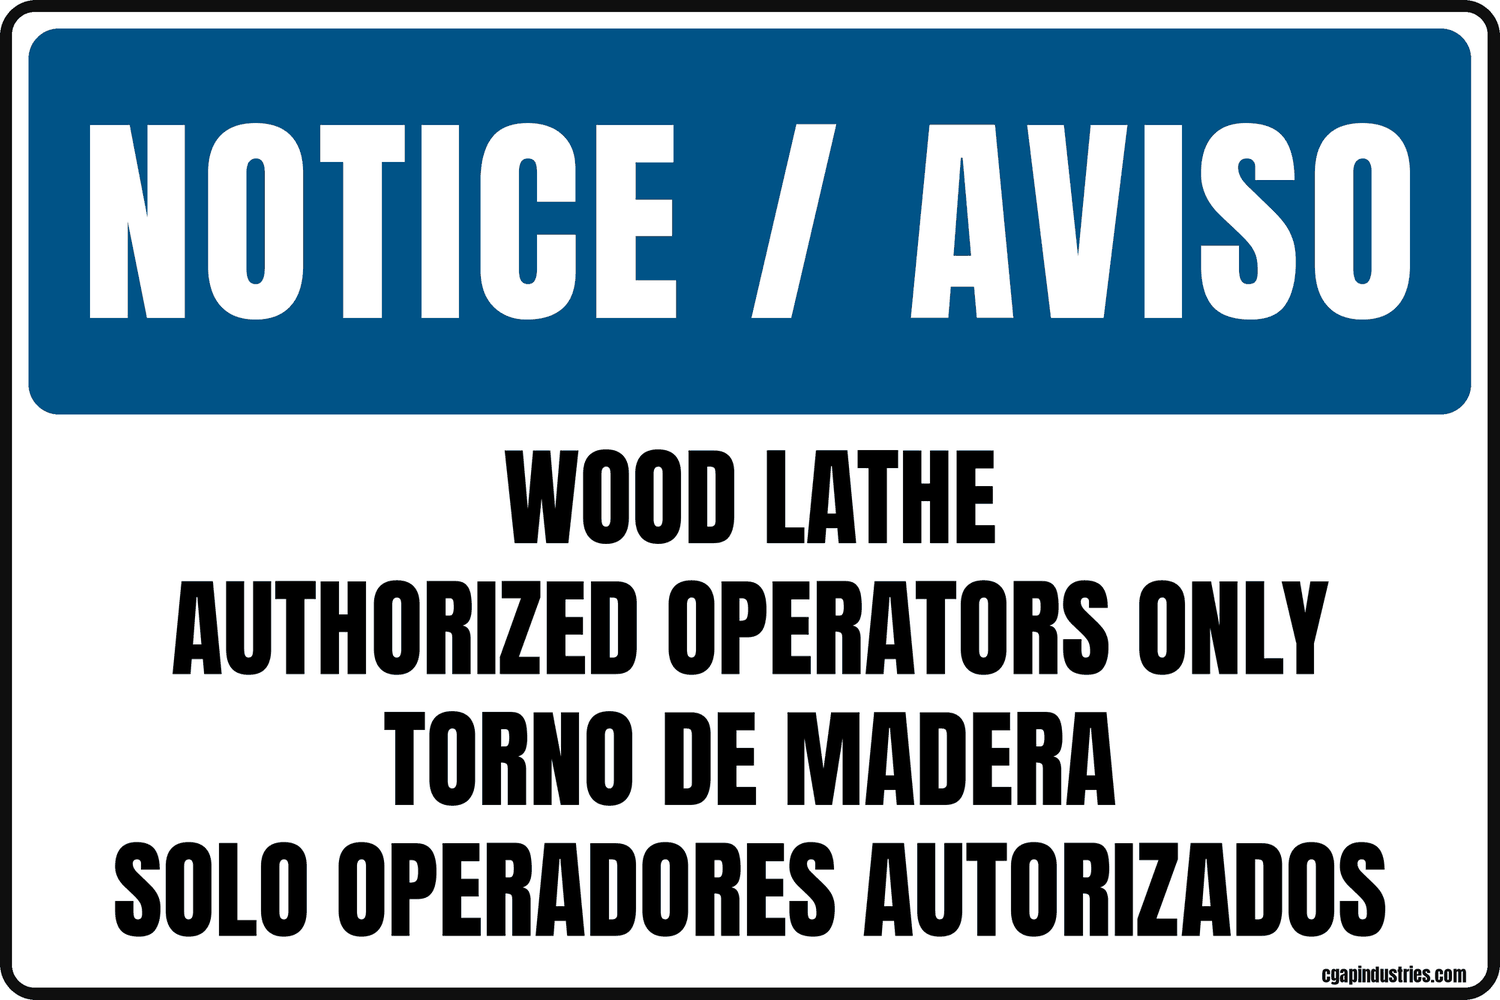 NOTICE / AVISO
WOOD LATHE
AUTHORIZED OPERATORS ONLY
TORNO DE MADERA
SOLO OPERADORES AUTORIZADOS
cgapindustries.com